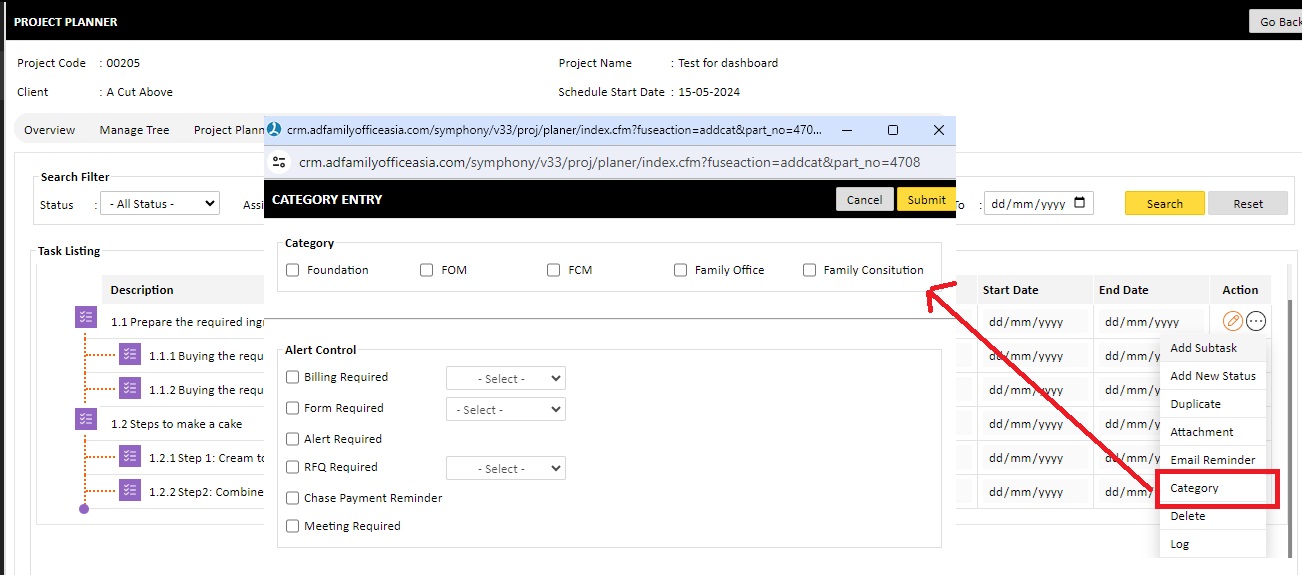 PROJECT PLANNER
Go Back
Project Code : 00205
Project Name : Test for dashboard
Client : A Cut Above
Schedule Start Date : 15-05-2024
Overview Manage Tree Project Plann
crm.adfamilyofficeasia.com/symphony/v33/proj/planer/index.cfm?fuseaction=addcat&part_no=470...
crm.adfamilyofficeasia.com/symphony/v33/proj/planer/index.cfm?fuseaction=addcat&part_no=4708
Search Filter
Status : - All Status - Assi
To : dd/mm/yyyy Search Reset
CATEGORY ENTRY Cancel Submit
Category
Foundation FOM FCM Family Office Family Consitution
Alert Control
Billing Required - Select -
Form Required - Select -
Alert Required
RFQ Required - Select -
Chase Payment Reminder
Meeting Required
Task Listing
Description Start Date End Date Action
1.1 Prepare the required ing dd/mm/yyyy dd/mm/yyyy
1.1.1 Buying the requ dd/mm/yyyy dd/mm/y
1.1.2 Buying the requ dd/mm/yyyy dd/mm/y
1.2 Steps to make a cake dd/mm/yyyy dd/mm/y
1.2.1 Step 1: Cream to dd/mm/yyyy dd/mm/y
1.2.2 Step2: Combine dd/mm/yyyy dd/mm/
Add Subtask
Add New Status
Duplicate
Attachment
Email Reminder
Category
Delete
Log